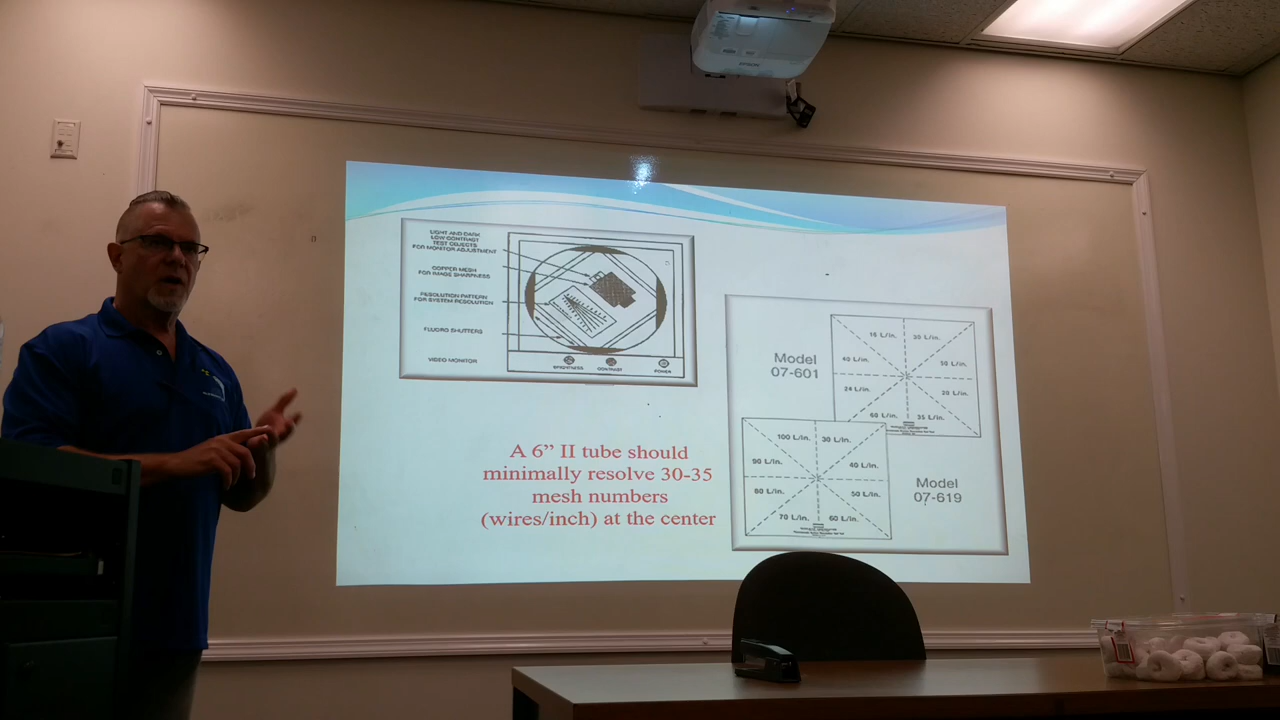 EPSON
LIGHT AND DARK
LOW CONTRAST
TEST OBJECTS
FOR MONITOR ADJUSTMENT
COPPER MESH
FOR IMAGE SHARPNESS
RESOLUTION PATTERN
FOR SYSTEM RESOLUTION
FLUORO SHUTTERS
VIDEO MONITOR
BRIGHTNESS
CONTRAST
POWER
A 6” II tube should
minimally resolve 30-35
mesh numbers
(wires/inch) at the center
Model
07-601
16 L/in.
30 L/in.
40 L/in.
50 L/in.
24 L/in.
20 L/in.
60 L/in.
35 L/in.
100 L/in.
30 L/in.
90 L/in.
40 L/in.
80 L/in.
50 L/in.
70 L/in.
60 L/in.
Model
07-619